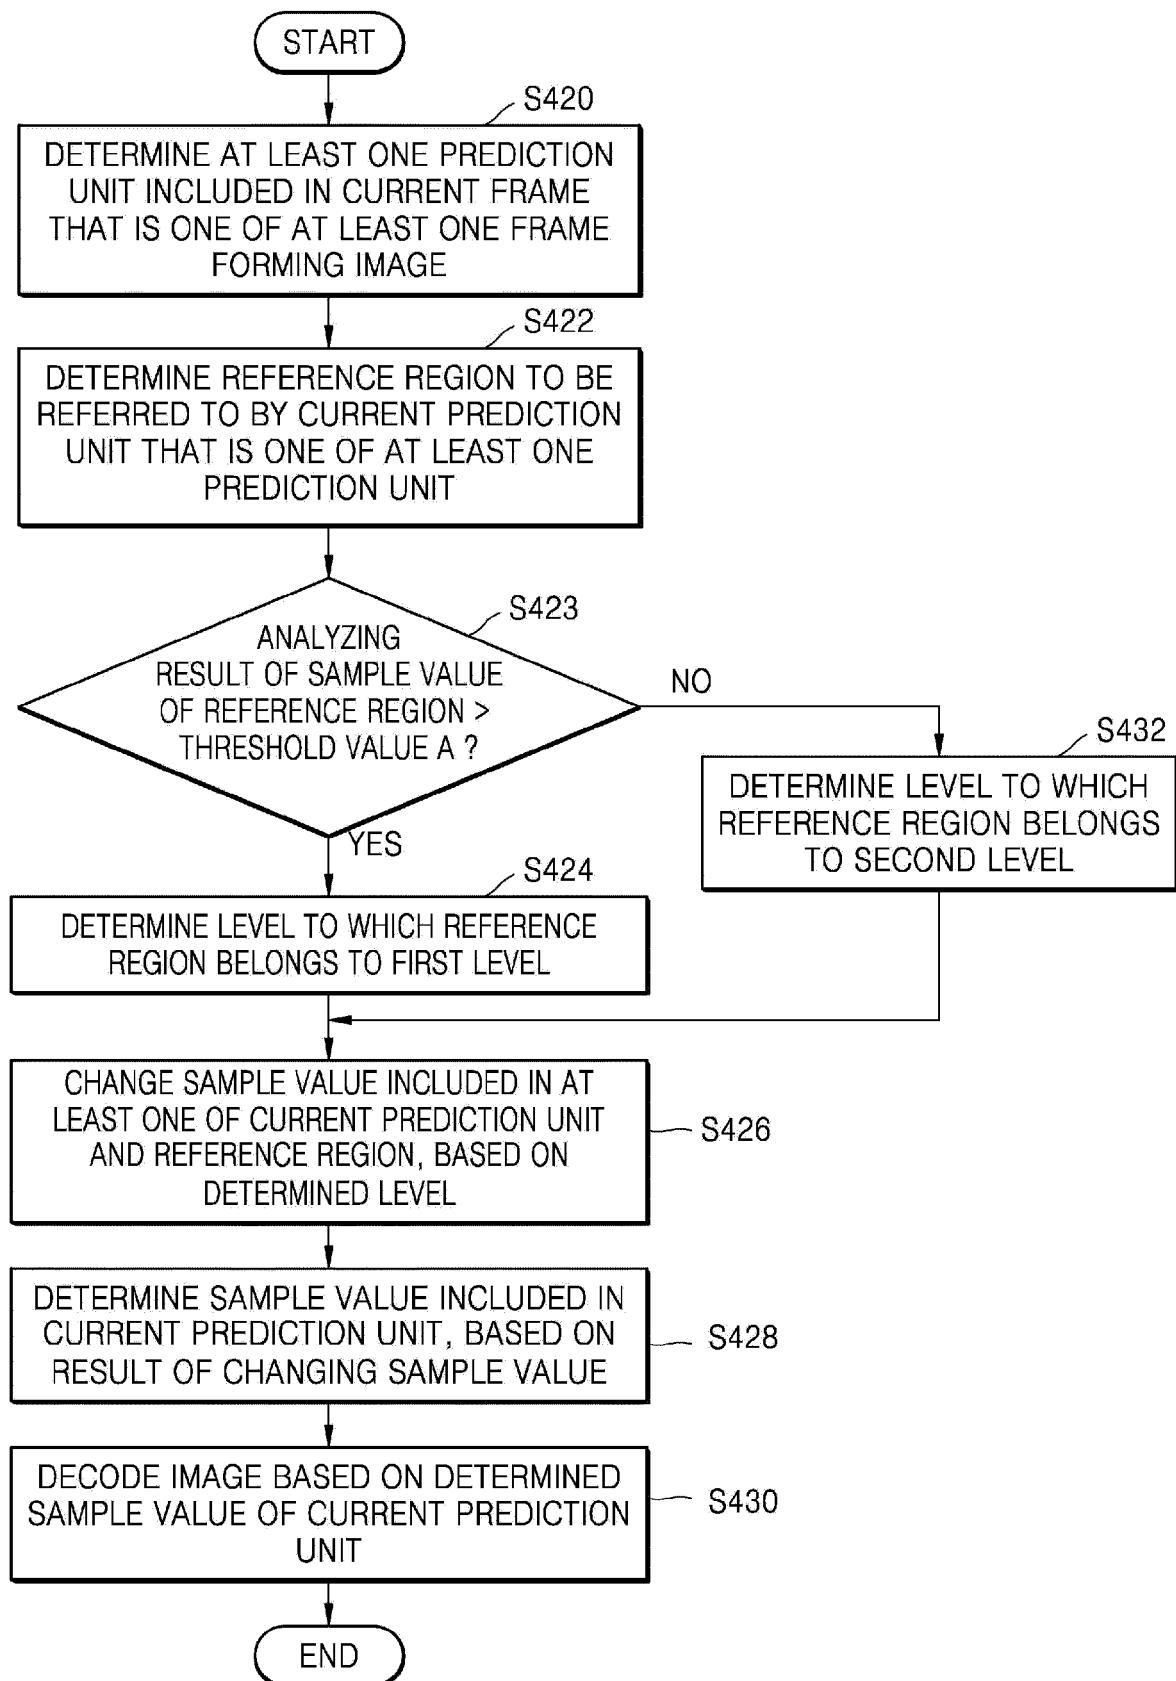 START
S420
DETERMINE AT LEAST ONE PREDICTION
UNIT INCLUDED IN CURRENT FRAME
THAT IS ONE OF AT LEAST ONE FRAME
FORMING IMAGE
S422
DETERMINE REFERENCE REGION TO BE
REFERRED TO BY CURRENT PREDICTION
UNIT THAT IS ONE OF AT LEAST ONE
PREDICTION UNIT
S423
ANALYZING
RESULT OF SAMPLE VALUE
OF REFERENCE REGION >
THRESHOLD VALUE A ?
NO
S432
DETERMINE LEVEL TO WHICH
REFERENCE REGION BELONGS
TO SECOND LEVEL
YES
S424
DETERMINE LEVEL TO WHICH REFERENCE
REGION BELONGS TO FIRST LEVEL
CHANGE SAMPLE VALUE INCLUDED IN AT
LEAST ONE OF CURRENT PREDICTION UNIT
AND REFERENCE REGION, BASED ON
DETERMINED LEVEL
S426
DETERMINE SAMPLE VALUE INCLUDED IN
CURRENT PREDICTION UNIT, BASED ON
RESULT OF CHANGING SAMPLE VALUE
S428
DECODE IMAGE BASED ON DETERMINED
SAMPLE VALUE OF CURRENT PREDICTION
UNIT
S430
END